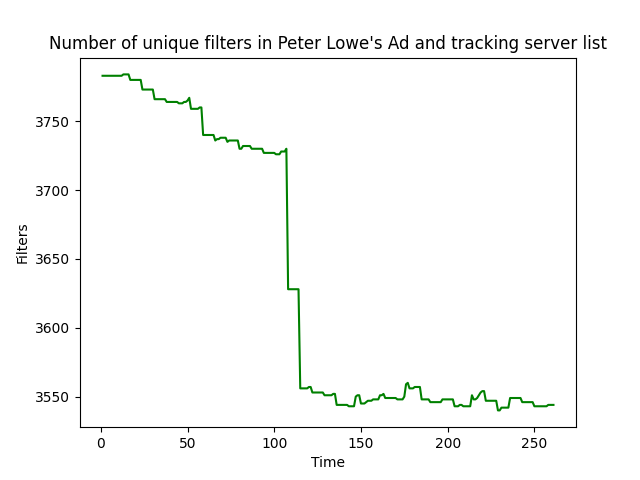 Number of unique filters in Peter Lowe's Ad and tracking server list
3750
3700
3650
3600
3550
Filters
0 50 100 150 200 250
Time